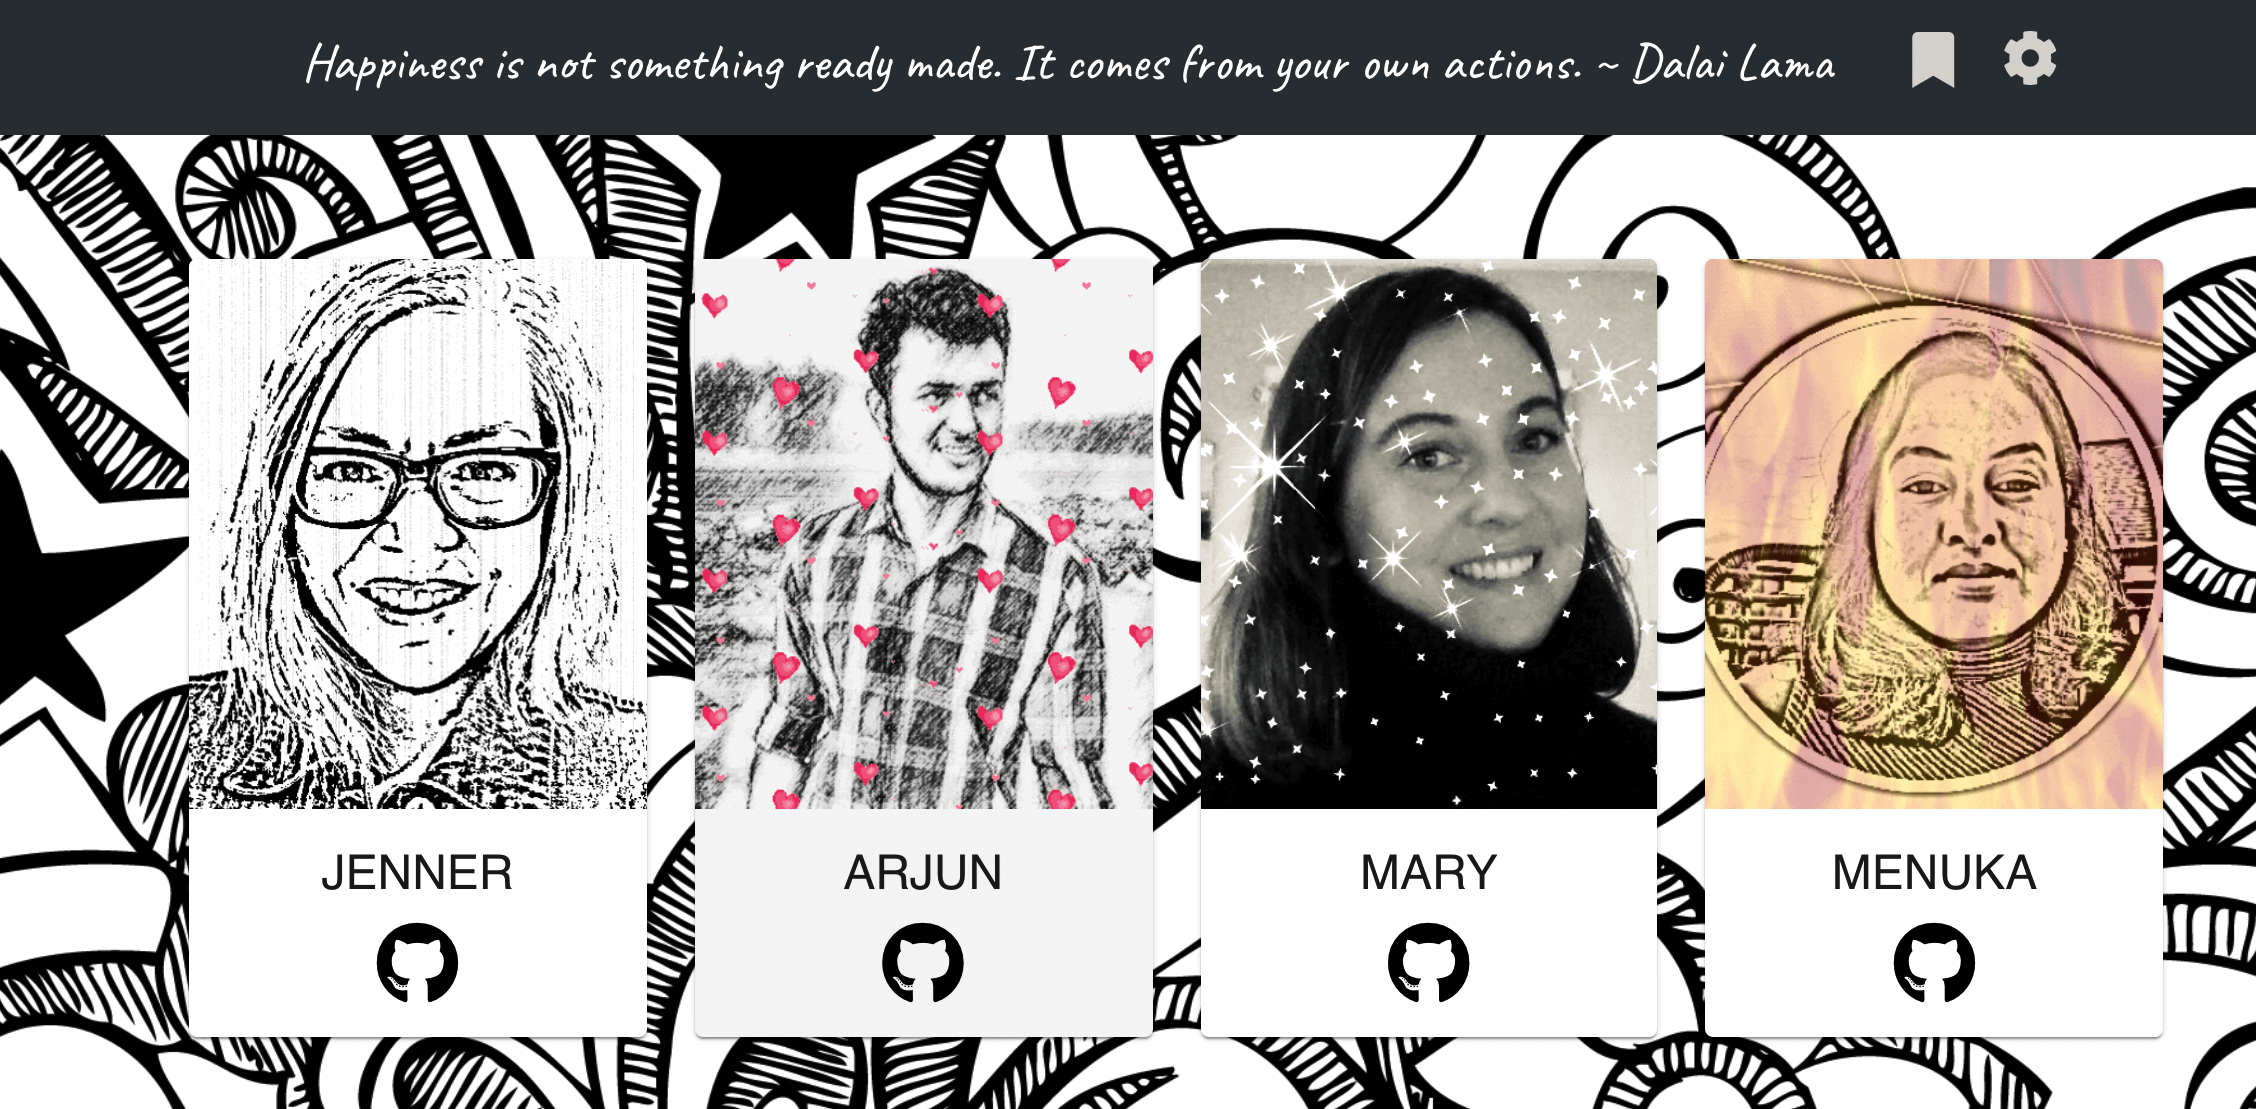 Happiness is not something ready made. It comes from your own actions. ~ Dalai Lama
JENNER
ARJUN
MARY
MENUKA